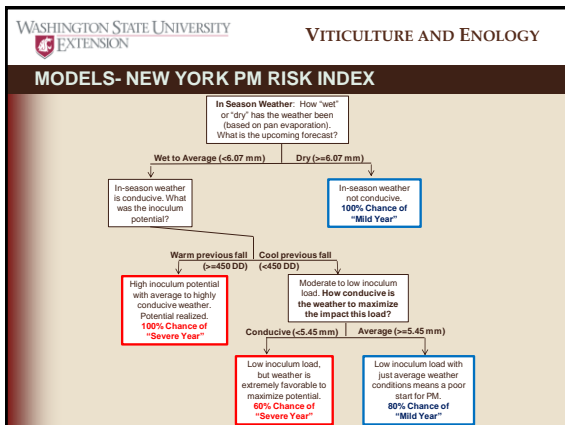 WASHINGTON STATE UNIVERSITY
EXTENSION
VITICULTURE AND ENOLOGY
MODELS- NEW YORK PM RISK INDEX
In Season Weather: How "wet"
or "dry" has the weather been
(based on pan evaporation).
What is the upcoming forecast?
Wet to Average (<6.07 mm)
Dry (>=6.07 mm)
In-season weather
is conducive. What
was the inoculum
potential?
In-season weather
not conducive.
100% Chance of
"Mild Year"
Warm previous fall
(>=450 DD)
Cool previous fall
(<450 DD)
High inoculum potential
with average to highly
conducive weather.
Potential realized.
100% Chance of
"Severe Year"
Moderate to low inoculum
load. How conducive is
the weather to maximize
the impact this load?
Conducive (<5.45 mm)
Average (>=5.45 mm)
Low inoculum load,
but weather is
extremely favorable to
maximize potential.
60% Chance of
"Severe Year"
Low inoculum load with
just average weather
conditions means a poor
start for PM.
80% Chance of
"Mild Year"